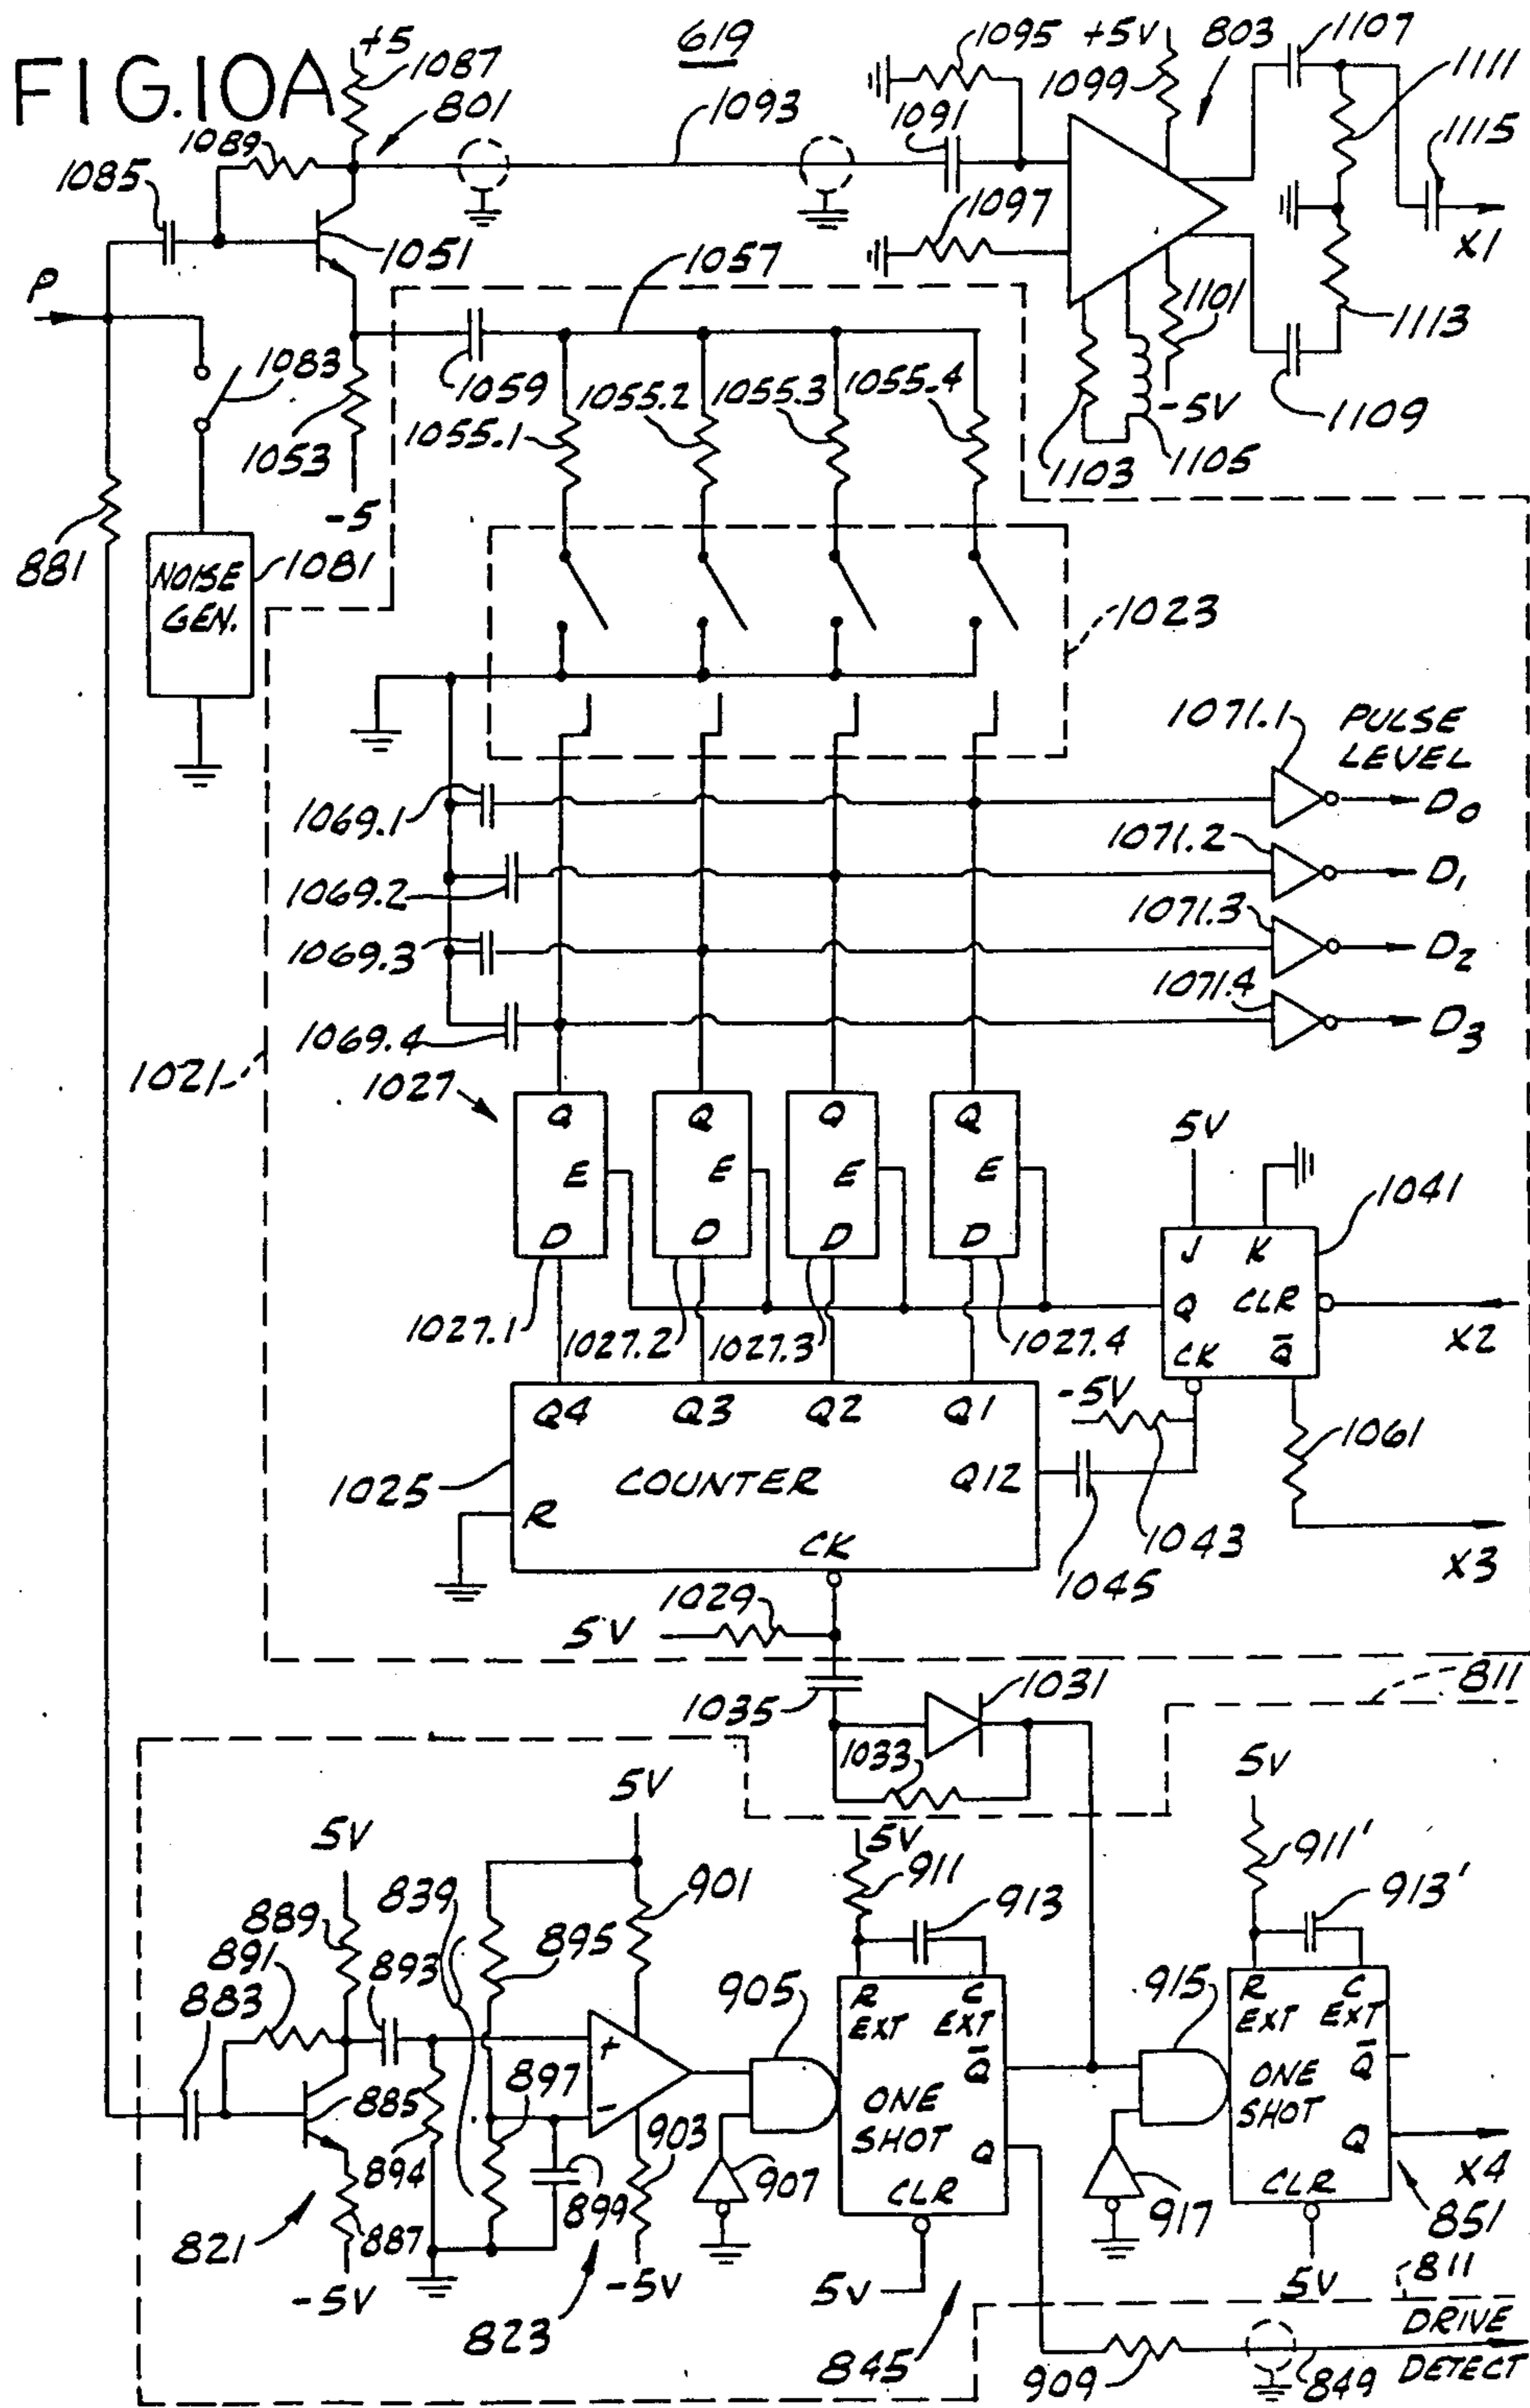 FIG.10A
619
+5
1087
801
1089
1085
1051
1093
1095
1091
1097
+5V
1099
803
1107
1111
1115
X1
1113
1109
1101
-5V
1103
1105
P
1083
1053
-5
881
NOISE
GEN.
1081
1057
1059
1055.1
1055.2
1055.3
1055.4
1023
1071.1
PULSE
LEVEL
D0
1069.1
1071.2
D1
1069.2
1071.3
D2
1069.3
1071.4
D3
1069.4
1021
1027
Q Q Q Q
E E E E
D D D D
1027.1
1027.2
1027.3
1027.4
5V
1041
J K
Q CLR
CK Q̅
X2
-5V
1061
X3
Q4 Q3 Q2 Q1
COUNTER
Q12
1025
R
CK
1043
1045
1029
5V
1035
1031
1033
811
5V
5V
839
889
891
893
883
895
901
5V
911
913
905
R C
EXT EXT
Q̅
ONE
SHOT
Q
CLR
5V
911'
913'
915
R C
EXT EXT
Q̅
ONE
SHOT
Q
CLR
X4
+
-
885
897
903
894
899
907
917
851
821
887
-5V
823
-5V
5V
845
5V
811
DRIVE
DETECT
909
849